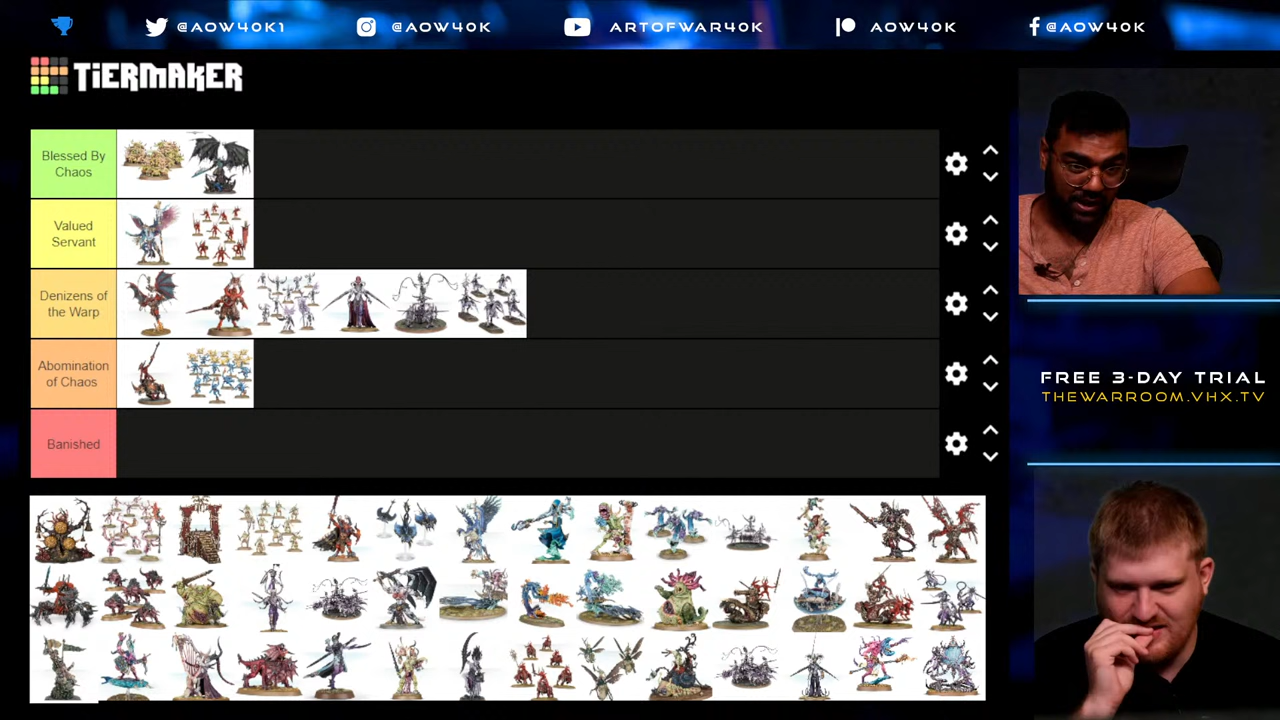 @AOW40K1
@AOW40K
ARTOFWAR40K
AOW40K
@AOW40K
TiERMAKER
Blessed By
Chaos
Valued
Servant
Denizens of
the Warp
Abomination
of Chaos
Banished
FREE 3-DAY TRIAL
THEWARROOM.VHX.TV